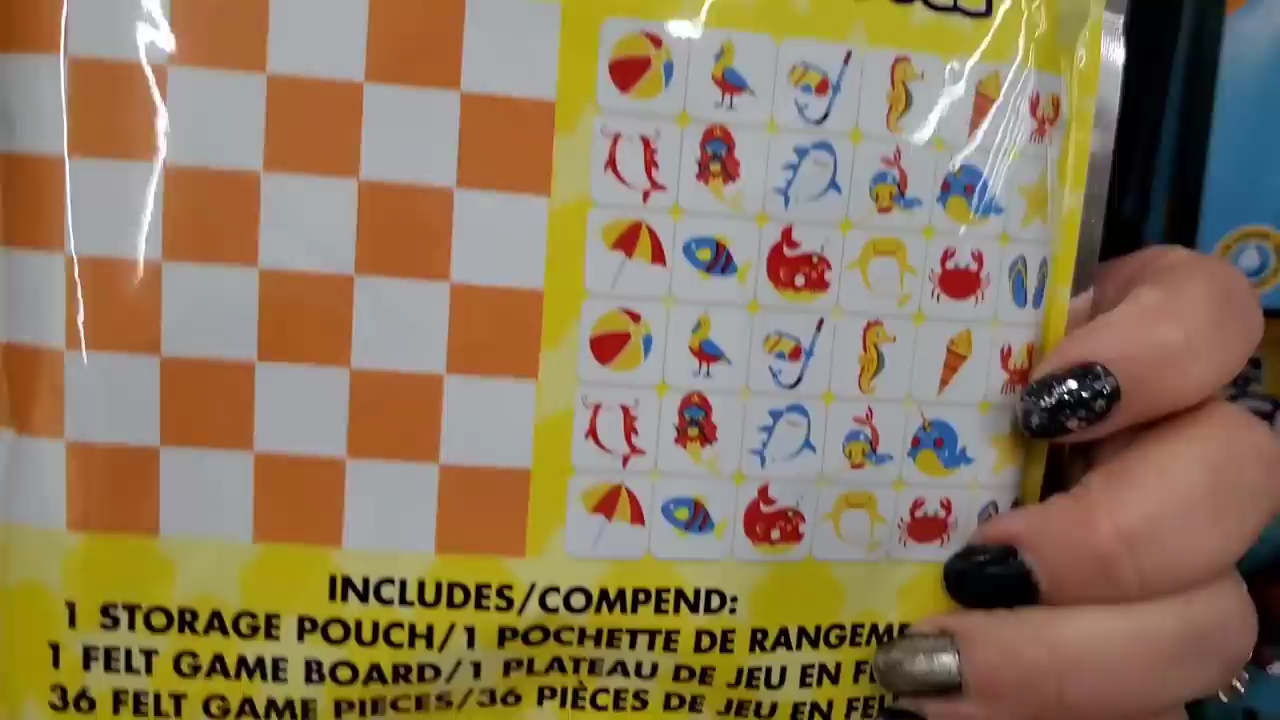 INCLUDES/COMPEND:
1 STORAGE POUCH/1 POCHETTE DE RANGEME
1 FELT GAME BOARD/1 PLATEAU DE JEU EN F
36 FELT GAME PIECES/36 PIÈCES DE JEU EN FEU